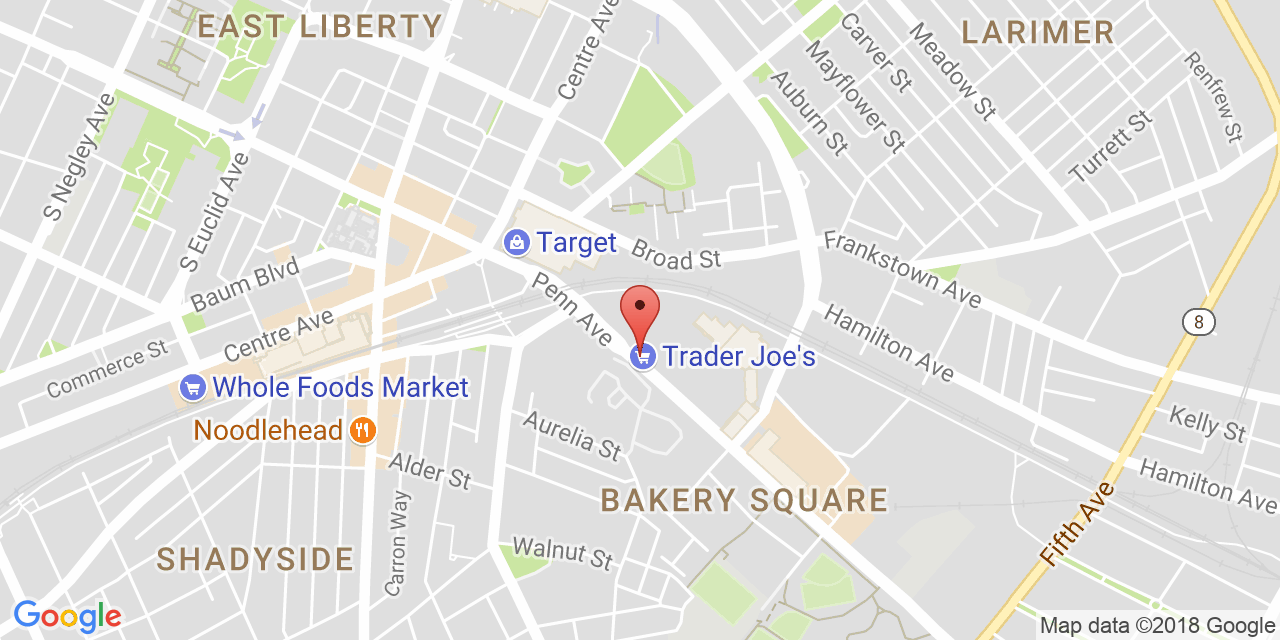 EAST LIBERTY
Centre Ave
LARIMER
Carver St
Meadow St
Mayflower St
Auburn St
Renfrew St
Turrett St
S Negley Ave
S Euclid Ave
Target
Broad St
Frankstown Ave
Baum Blvd
Penn Ave
Centre Ave
Hamilton Ave
8
Commerce St
Trader Joe's
Whole Foods Market
Noodlehead
Aurelia St
Kelly St
Alder St
Hamilton Ave
BAKERY SQUARE
Carron Way
Fifth Ave
SHADYSIDE
Walnut St
Google
Map data ©2018 Google